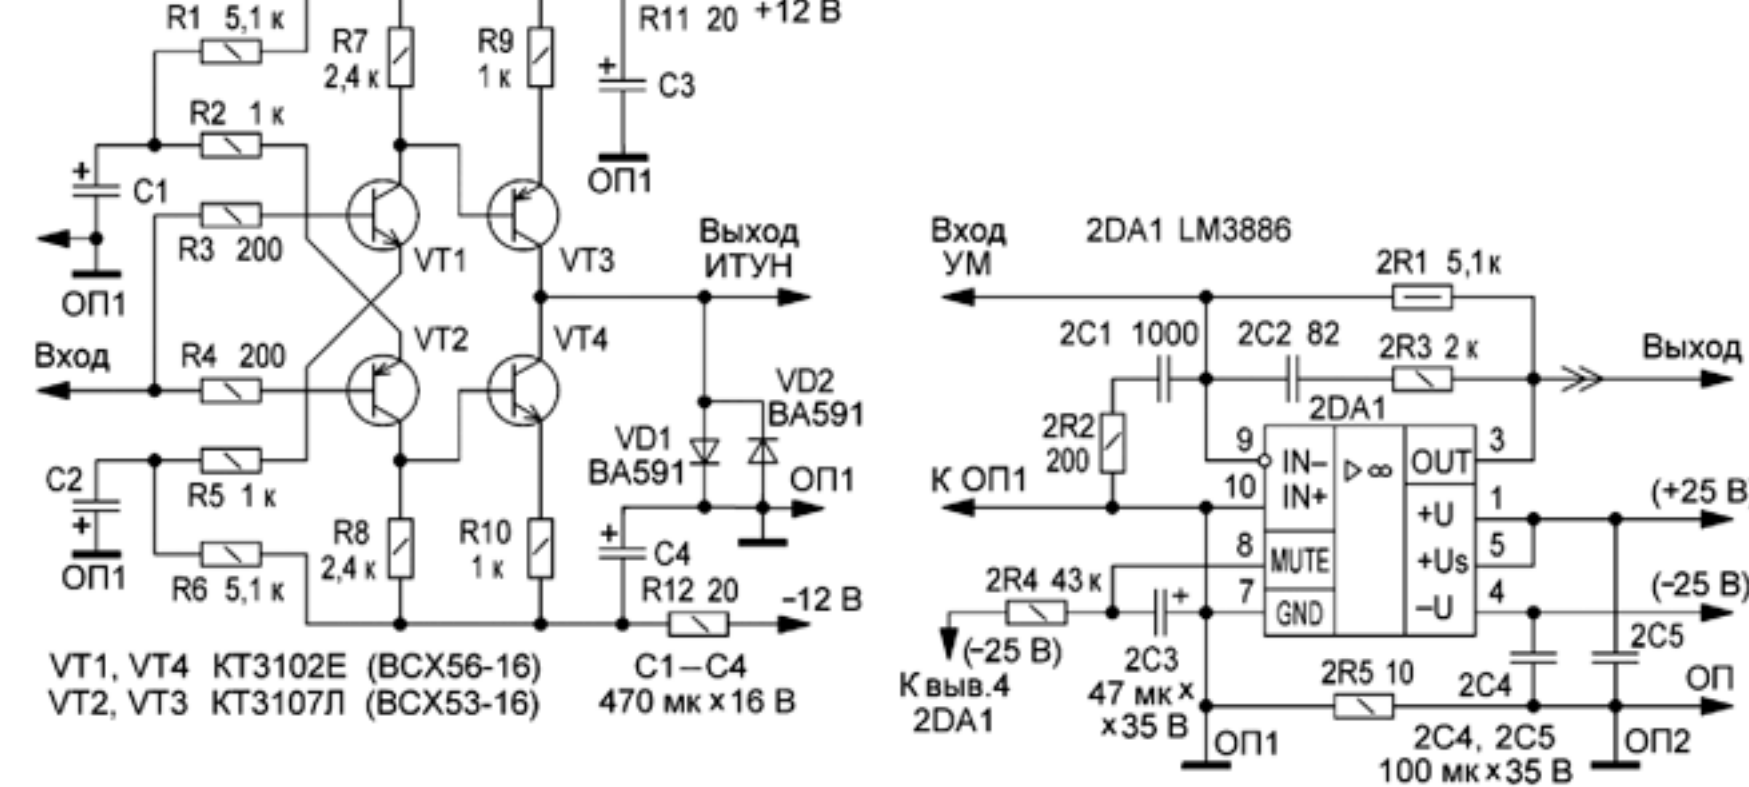 R1 5,1 к
R11 20 +12 В
R7
2,4 к
R9
1 к
+
C3
R2 1 к
ОП1
+
C1
R3 200
VT1
VT3
ОП1
Выход
ИТУН
Вход
R4 200
VT2
VT4
VD2
BA591
VD1
BA591
ОП1
C2
+
R5 1 к
ОП1
R6 5,1 к
R8
2,4 к
R10
1 к
+
C4
R12 20
–12 В
VT1, VT4 КТ3102Е (BCX56-16)
VT2, VT3 КТ3107Л (BCX53-16)
C1–C4
470 мк x 16 В
Вход
УМ
2DA1 LM3886
2R1 5,1к
2C1 1000
2C2 82
2R3 2 к
Выход
2DA1
2R2
200
К ОП1
9
10
8
7
IN–
IN+
MUTE
GND
▷∞
OUT
+U
+Us
–U
3
1
5
4
(+25 В)
(–25 В)
2R4 43 к
+
(–25 В)
К выв.4
2DA1
2C3
47 мк x
x 35 В
2R5 10
2C4
2C5
ОП
ОП1
2C4, 2C5
100 мк x 35 В
ОП2